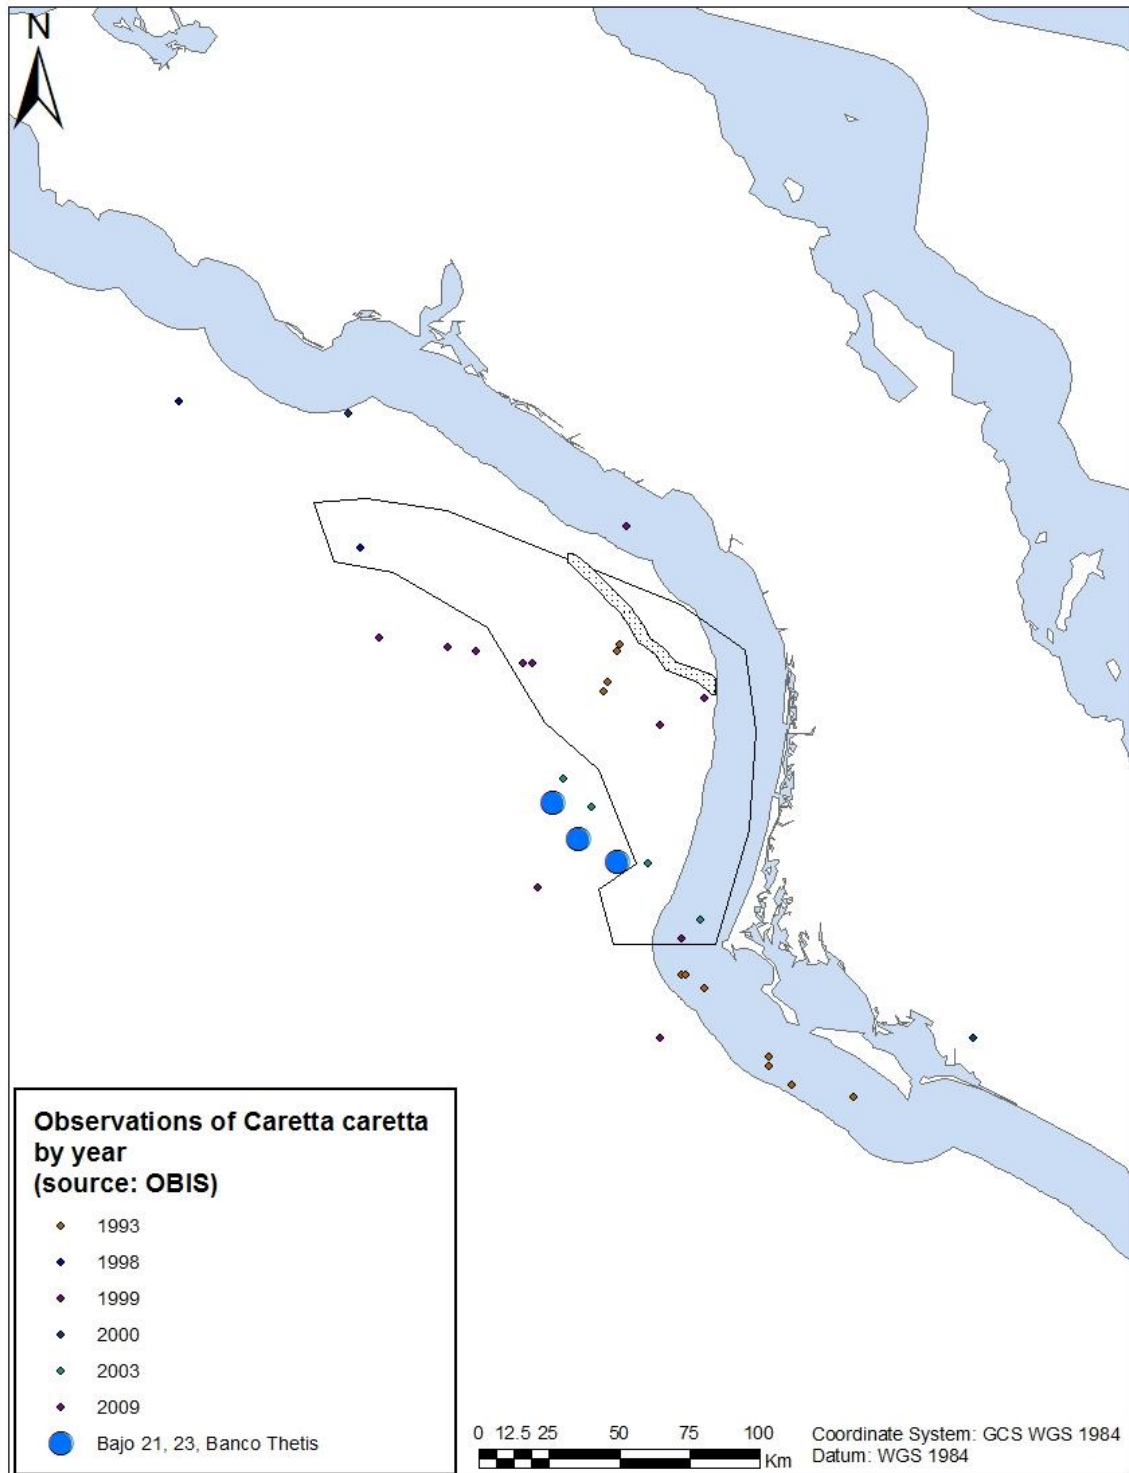 N
Observations of Caretta caretta
by year
(source: OBIS)
1993
1998
1999
2000
2003
2009
Bajo 21, 23, Banco Thetis
0 12.5 25 50 75 100
Km
Coordinate System: GCS WGS 1984
Datum: WGS 1984